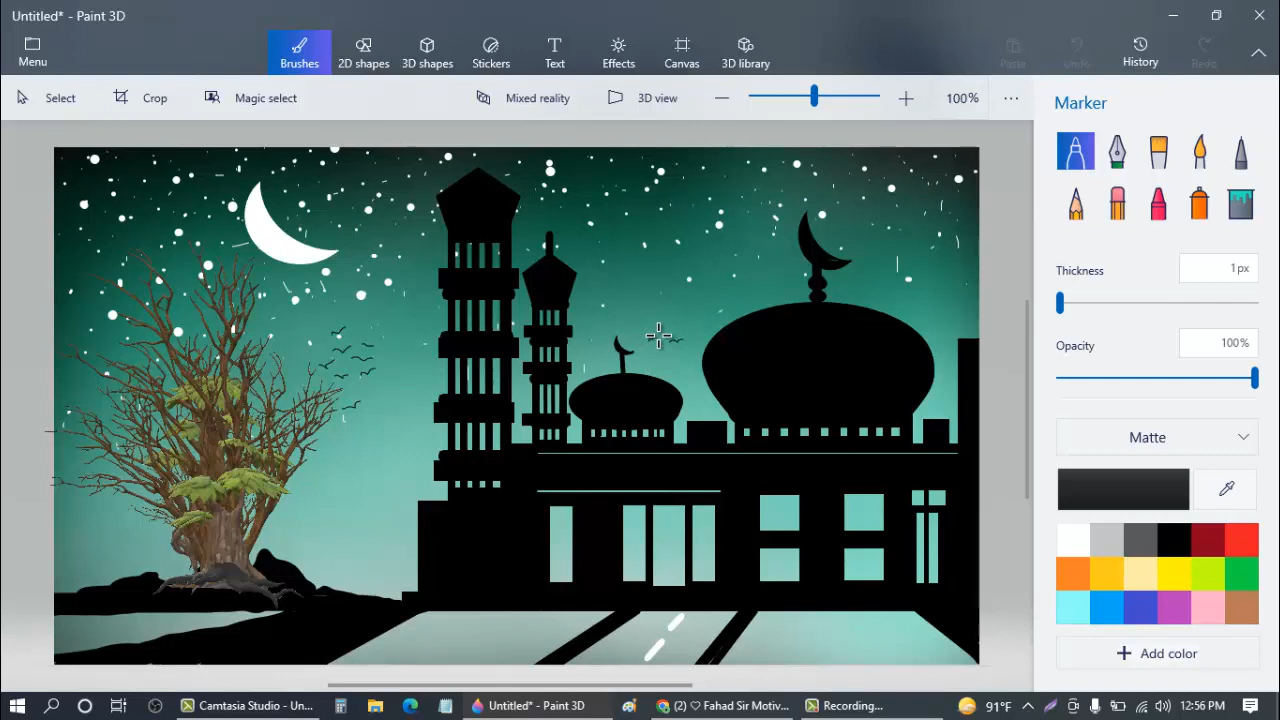 Untitled* - Paint 3D
Menu
Brushes
2D shapes
3D shapes
Stickers
Text
Effects
Canvas
3D library
Paste
Undo
History
Redo
Select
Crop
Magic select
Mixed reality
3D view
100%
Marker
Thickness
1px
Opacity
100%
Matte
Add color
Camtasia Studio - Un...
Untitled* - Paint 3D
(2) ♡ Fahad Sir Motiv...
Recording...
91°F
12:56 PM